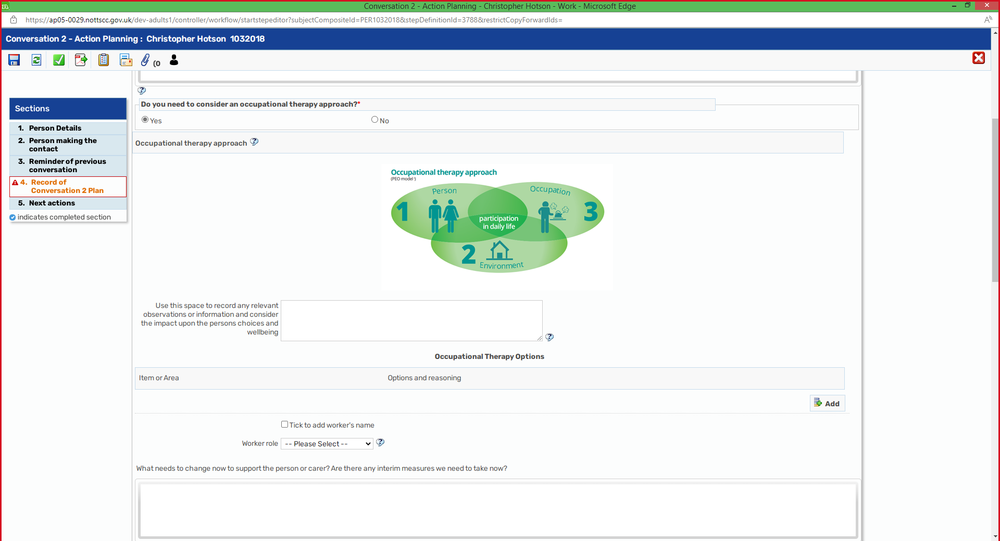 Conversation 2 - Action Planning - Christopher Hotson - Work - Microsoft Edge
https://ap05-0029.nottscc.gov.uk/dev-adults1/controller/workflow/startstepeditor?subjectCompositeId=PER1032018&stepDefinitionId=3788&restrictCopyForwardIds=
Conversation 2 - Action Planning : Christopher Hotson 1032018
(0
Sections
1. Person Details
2. Person making the
contact
3. Reminder of previous
conversation
4. Record of
Conversation 2 Plan
5. Next actions
indicates completed section
Do you need to consider an occupational therapy approach?*
Yes
No
Occupational therapy approach
Occupational therapy approach
(PEO model ¹)
Person
Occupation
1
3
participation
in daily life
2
Environment
Use this space to record any relevant
observations or information and consider
the impact upon the persons choices and
wellbeing
Occupational Therapy Options
Item or Area
Options and reasoning
Add
Tick to add worker's name
Worker role
-- Please Select --
What needs to change now to support the person or carer? Are there any interim measures we need to take now?